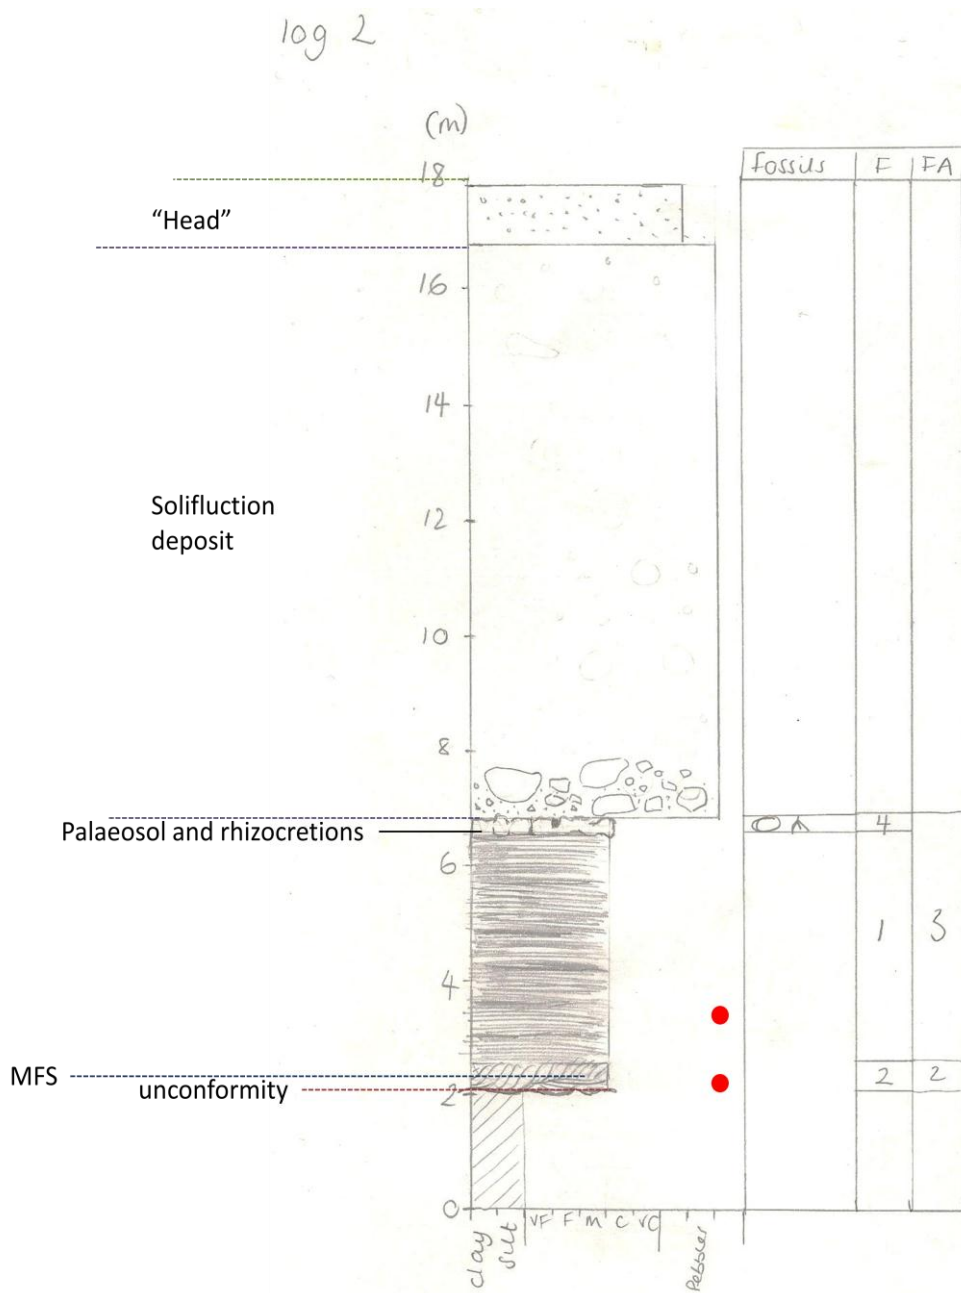 log 2
(m)
fossils F FA
18
"Head"
16
14
Solifluction
deposit
12
10
8
Palaeosol and rhizocretions
4
6
1 3
4
MFS
2 2
unconformity
2
0
VF F M C VC
clay
silt
Pebbles